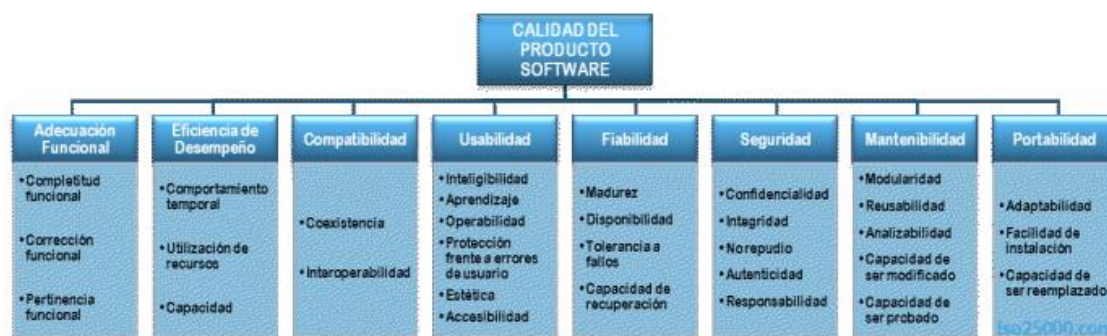 CALIDAD DEL
PRODUCTO
SOFTWARE
Adecuación
Funcional
•Completitud
funcional
•Corrección
funcional
•Pertinencia
funcional
Eficiencia de
Desempeño
•Comportamiento
temporal
•Utilización de
recursos
•Capacidad
Compatibilidad
•Coexistencia
•Interoperabilidad
Usabilidad
•Inteligibilidad
•Aprendizaje
•Operabilidad
•Protección
frente a errores
de usuario
•Estética
•Accesibilidad
Fiabilidad
•Madurez
•Disponibilidad
•Tolerancia a
fallos
•Capacidad de
recuperación
Seguridad
•Confidencialidad
•Integridad
•No repudio
•Autenticidad
•Responsabilidad
Mantenibilidad
•Modularidad
•Reusabilidad
•Analizabilidad
•Capacidad de
ser modificado
•Capacidad de
ser probado
Portabilidad
•Adaptabilidad
•Facilidad de
instalación
•Capacidad de
ser reemplazado
iso25000.com